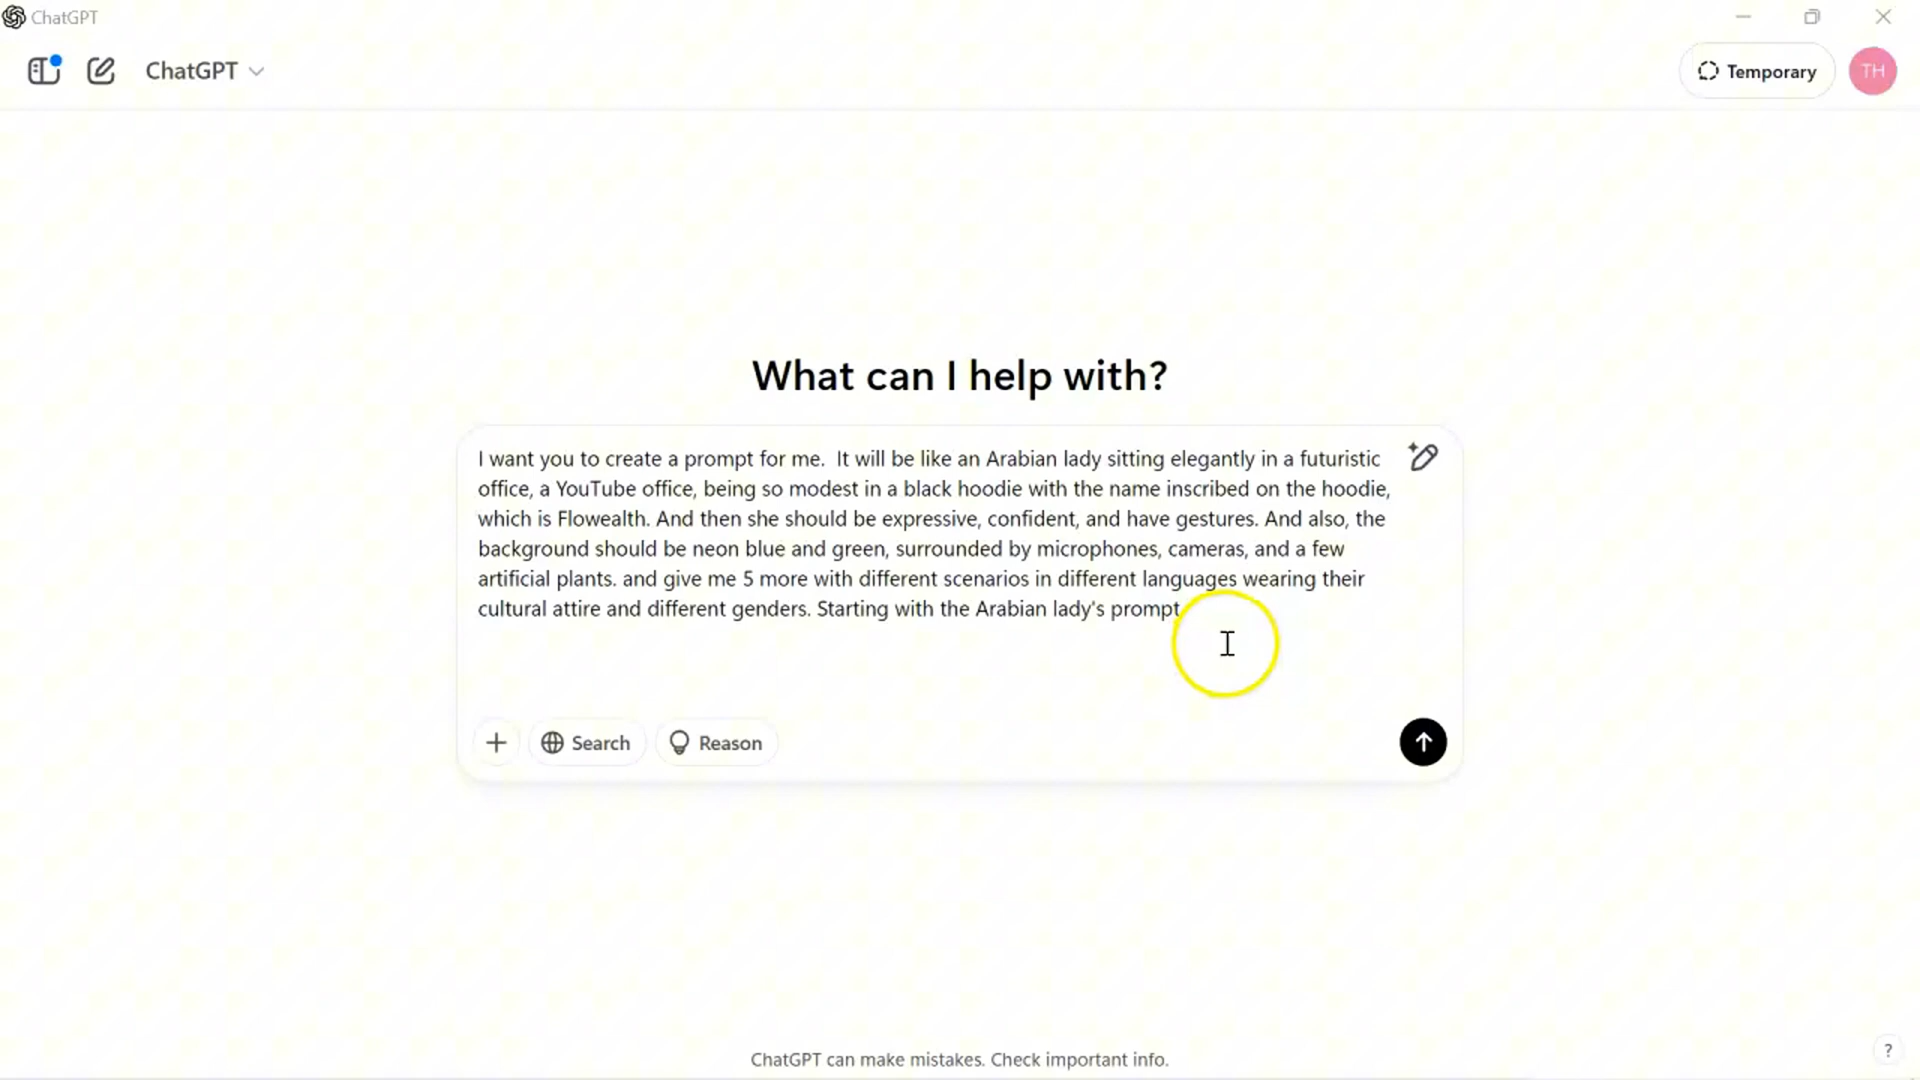 ChatGPT
ChatGPT
Temporary
TH
What can I help with?
I want you to create a prompt for me.  It will be like an Arabian lady sitting elegantly in a futuristic
office, a YouTube office, being so modest in a black hoodie with the name inscribed on the hoodie,
which is Flowealth. And then she should be expressive, confident, and have gestures. And also, the
background should be neon blue and green, surrounded by microphones, cameras, and a few
artificial plants. and give me 5 more with different scenarios in different languages wearing their
cultural attire and different genders. Starting with the Arabian lady's prompt
Search
Reason
ChatGPT can make mistakes. Check important info.
?